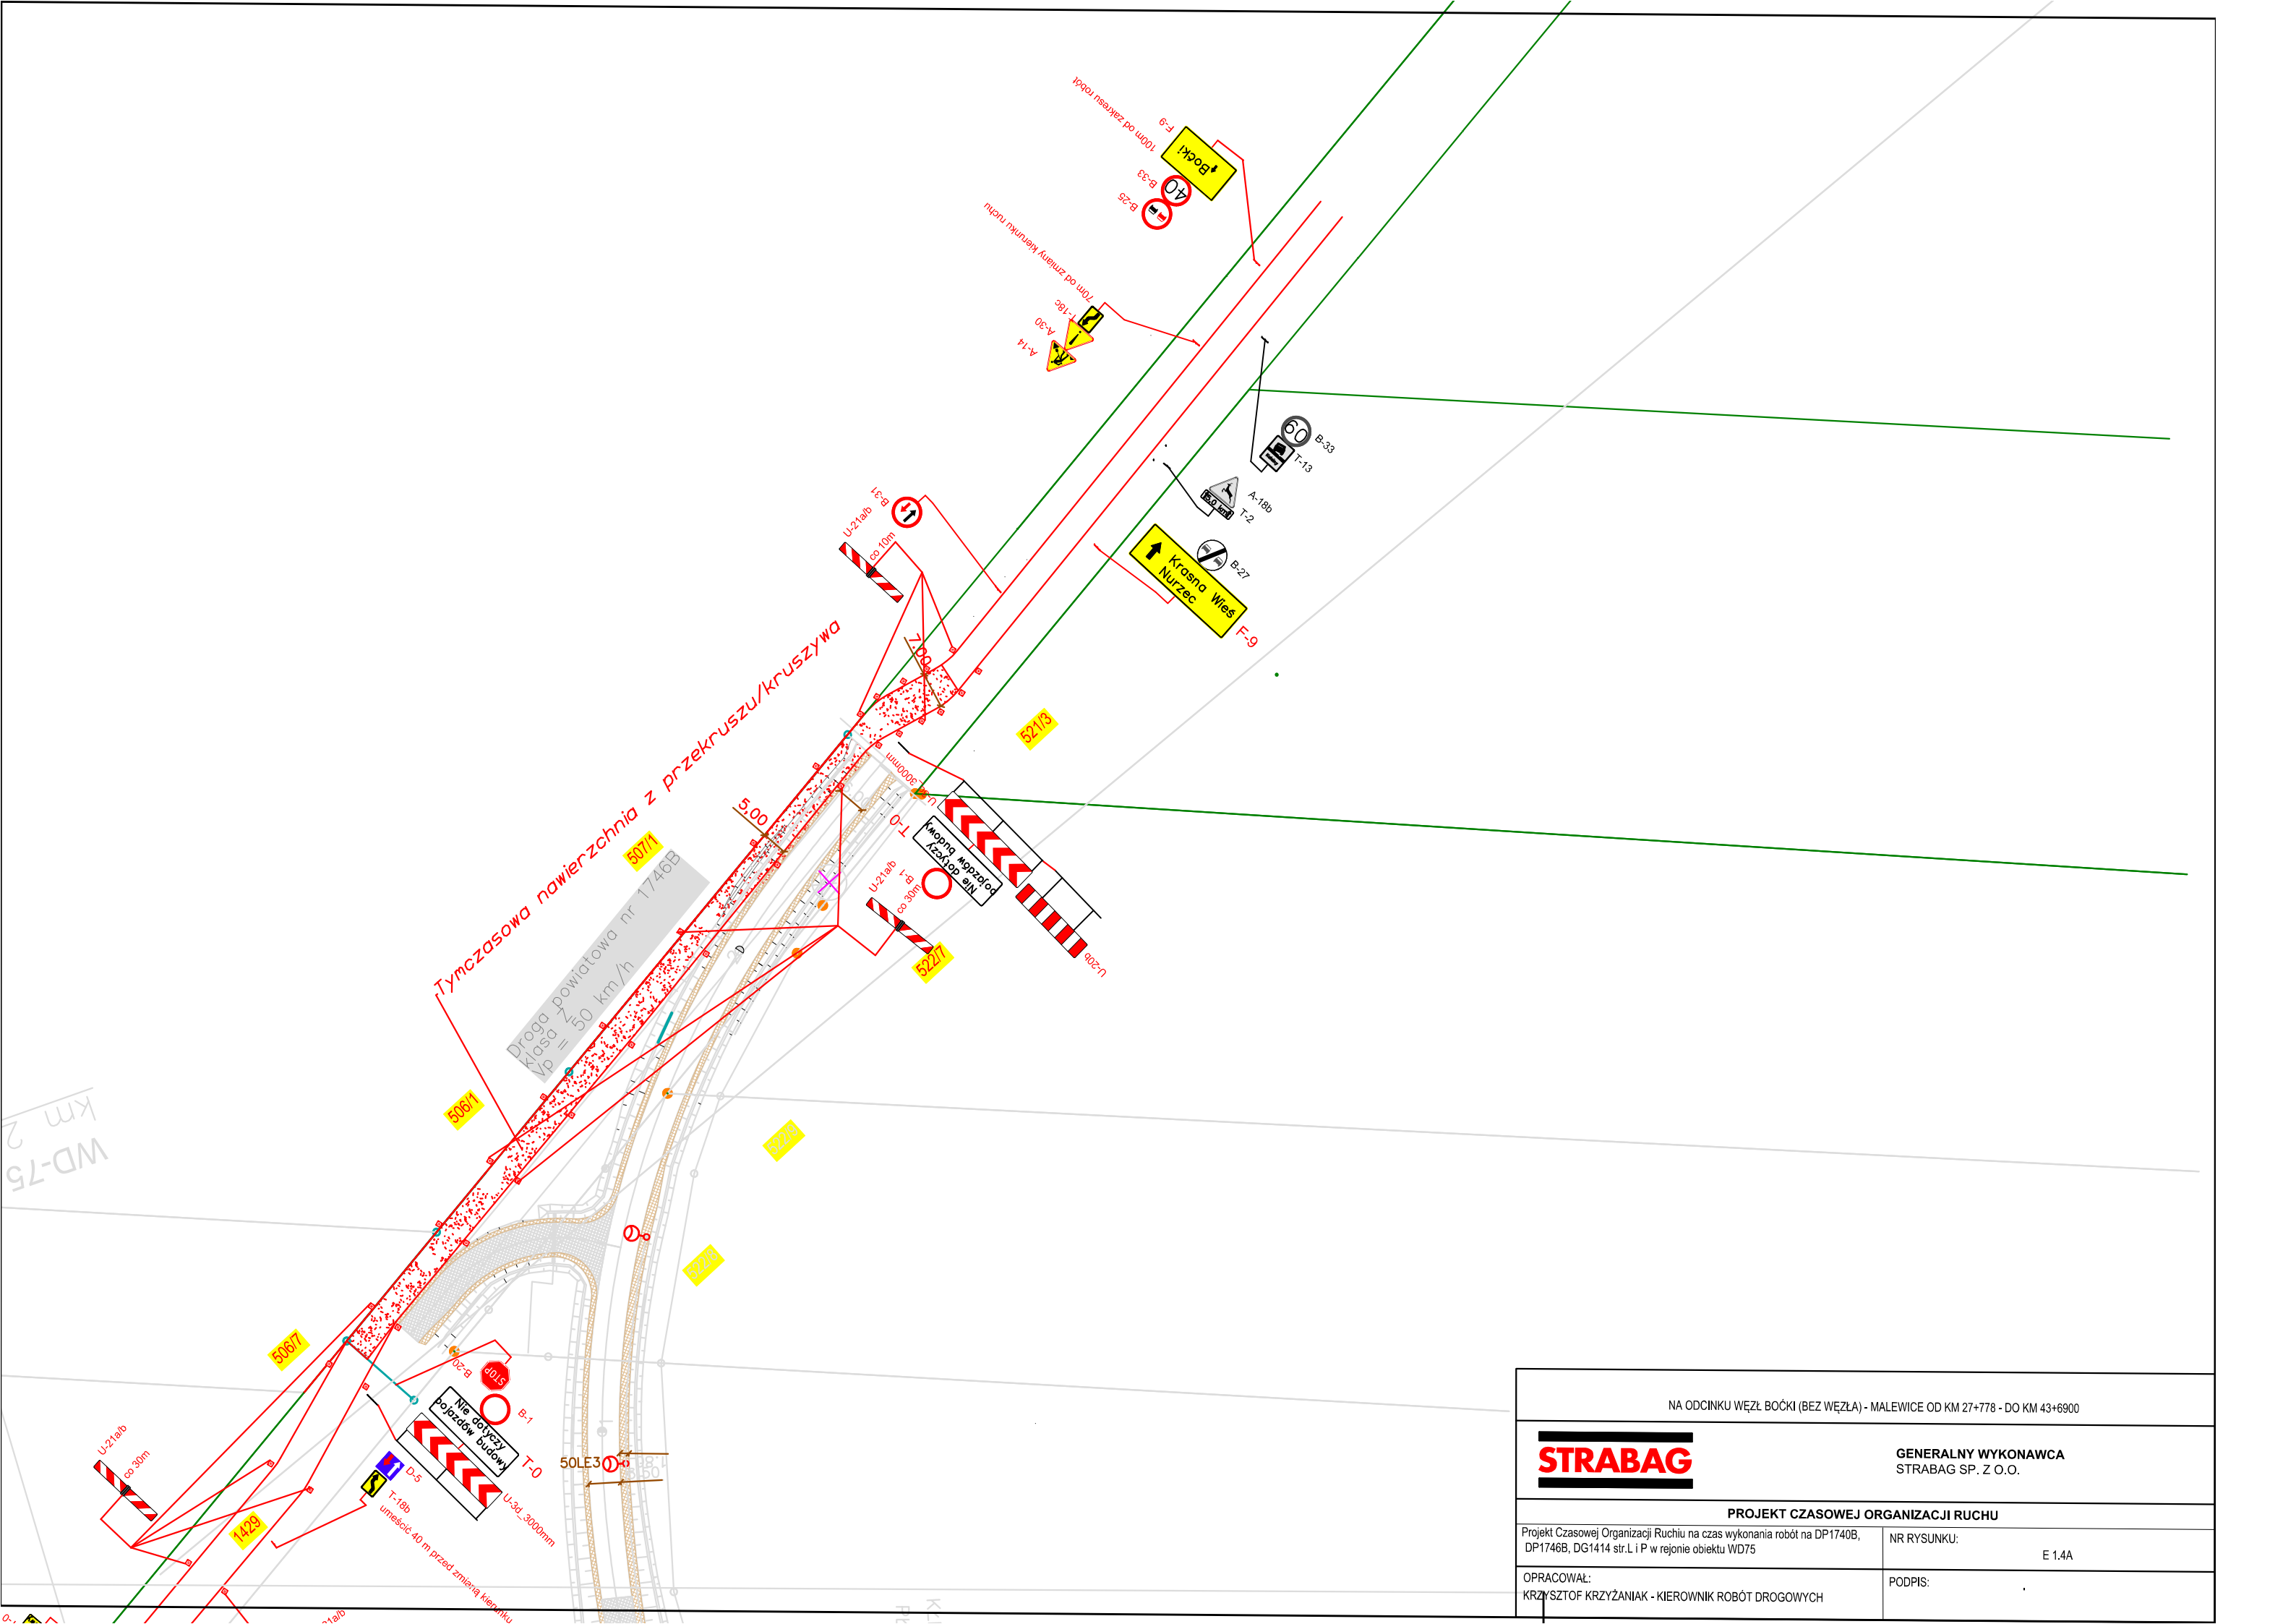 100m od zakresu robót
F-9
Boćki
B-33
40
B-25
70m od zmiany kierunku ruchu
T-18c
A-30
A-14
60
B-33
T-13
A-18b
5.0 km
T-2
B-27
Krasna Wieś
Nurzec
F-9
B-31
U-21a/b
co 10m
7.00
Tymczasowa nawierzchnia z przekruszu/kruszywa
521/3
5,00
507/1
T-0
Nie dotyczy
pojazdów budowy
B-1
U-21a/b
co 30m
522/7
U-20b
Droga powiatowa nr 1746B
klasa Z
Vp = 50 km/h
506/1
km 2
WD-75
506/7
B-20
STOP
B-1
Nie dotyczy
pojazdów budowy
T-0
U-3d_3000mm
D-5
T-18b
umeścić 40 m przed zmianą kierunku
U-21a/b
co 30m
1429
50LE3
NA ODCINKU WĘZŁ BOĆKI (BEZ WĘZŁA) - MALEWICE OD KM 27+778 - DO KM 43+6900
STRABAG
GENERALNY WYKONAWCA
STRABAG SP. Z O.O.
PROJEKT CZASOWEJ ORGANIZACJI RUCHU
Projekt Czasowej Organizacji Ruchiu na czas wykonania robót na DP1740B,
DP1746B, DG1414 str.L i P w rejonie obiektu WD75
NR RYSUNKU:
E 1.4A
OPRACOWAŁ:
KRZYSZTOF KRZYŻANIAK - KIEROWNIK ROBÓT DROGOWYCH
PODPIS: